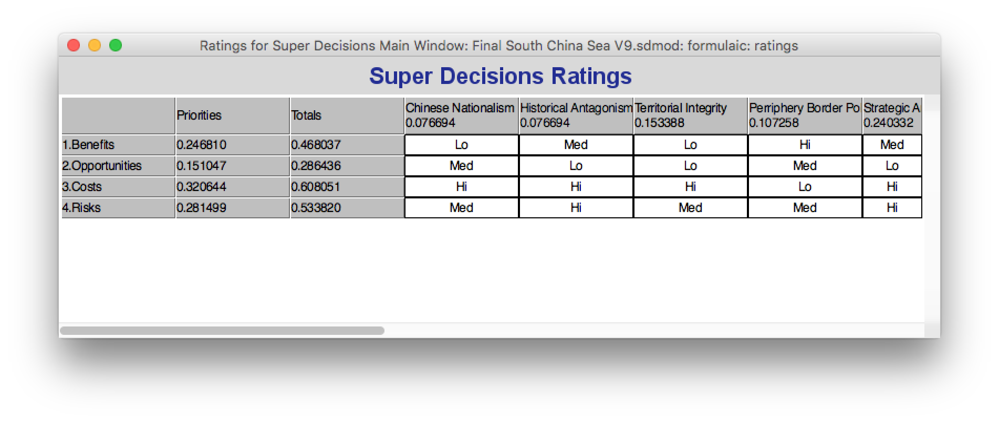 Ratings for Super Decisions Main Window: Final South China Sea V9.sdmod: formulaic: ratings
Super Decisions Ratings
Priorities Totals Chinese Nationalism Historical Antagonism Territorial Integrity Perriphery Border Po Strategic A
0.076694 0.076694 0.153388 0.107258 0.240332
1.Benefits 0.246810 0.468037 Lo Med Lo Hi Med
2.Opportunities 0.151047 0.286436 Med Lo Lo Med Lo
3.Costs 0.320644 0.608051 Hi Hi Hi Lo Hi
4.Risks 0.281499 0.533820 Med Hi Med Med Hi